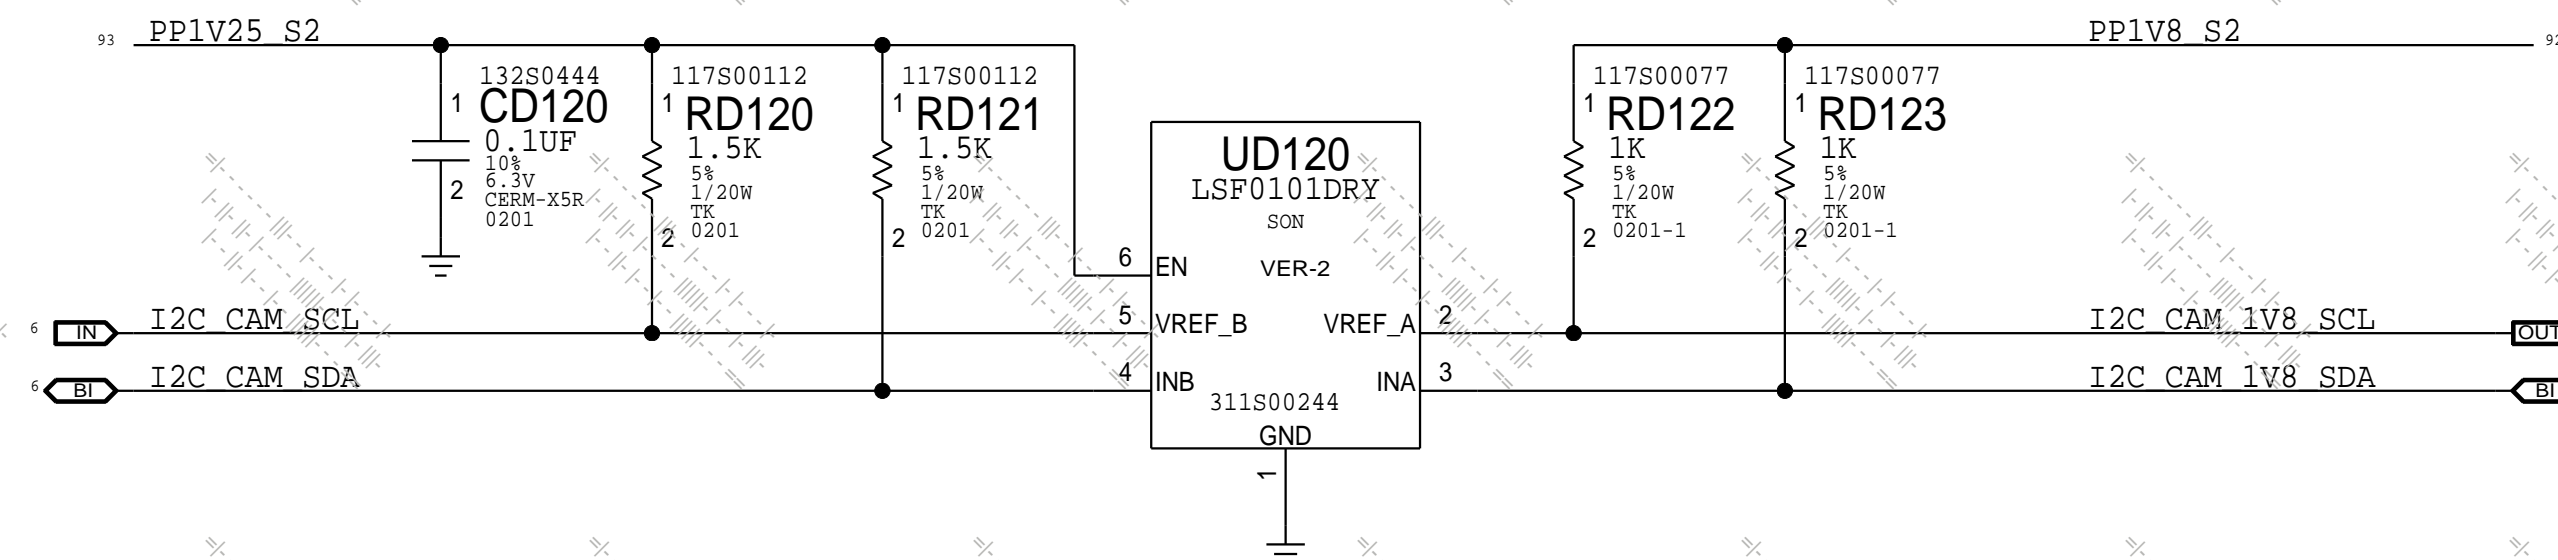 93 PP1V25_S2
PP1V8_S2 92
132S0444
1 CD120
0.1UF
10%
6.3V
2 CERM-X5R
0201
117S00112
1 RD120
1.5K
5%
1/20W
TK
2 0201
117S00112
1 RD121
1.5K
5%
1/20W
TK
2 0201
UD120
LSF0101DRY
SON
VER-2
6 EN
5 VREF_B
4 INB
VREF_A 2
INA 3
311S00244
GND
1
117S00077
1 RD122
1K
5%
1/20W
TK
2 0201-1
117S00077
1 RD123
1K
5%
1/20W
TK
2 0201-1
6 IN I2C_CAM_SCL
6 BI I2C_CAM_SDA
I2C_CAM_1V8_SCL OUT
I2C_CAM_1V8_SDA BI